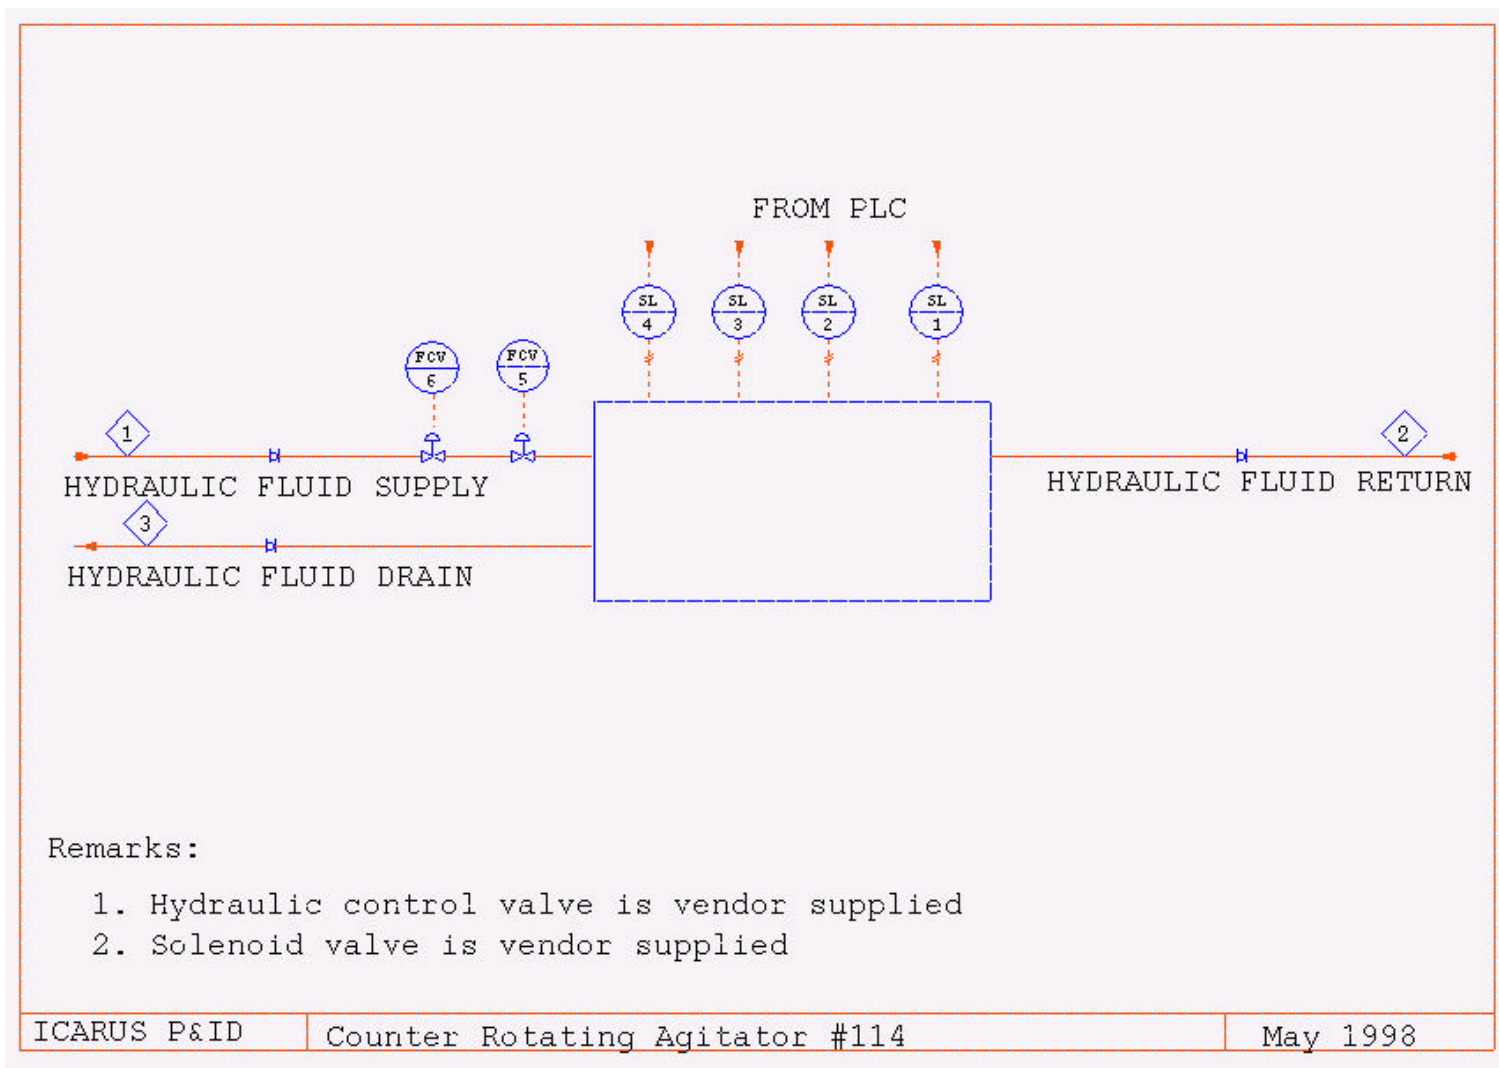 FROM PLC
SL 4
SL 3
SL 2
SL 1
FCV 6
FCV 5
1
2
HYDRAULIC FLUID SUPPLY
HYDRAULIC FLUID RETURN
3
HYDRAULIC FLUID DRAIN
Remarks:
1. Hydraulic control valve is vendor supplied
2. Solenoid valve is vendor supplied
ICARUS P&ID
Counter Rotating Agitator #114
May 1998